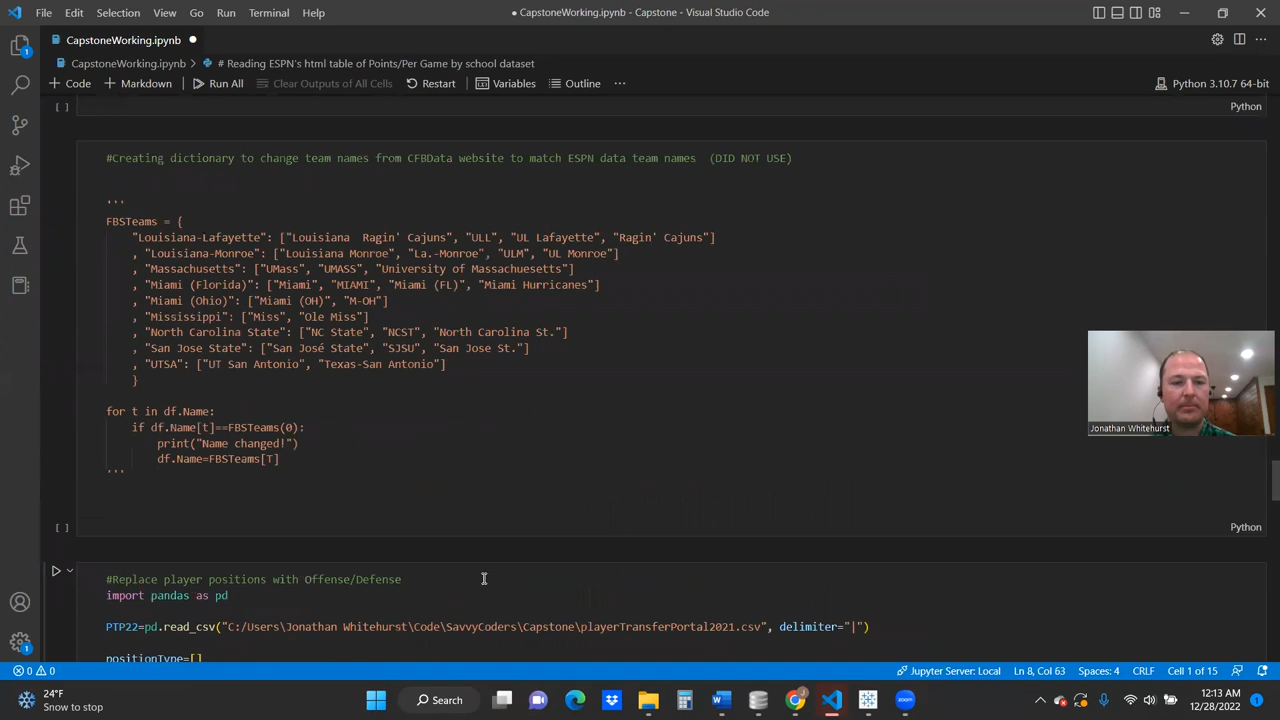 File Edit Selection View Go Run Terminal Help
● CapstoneWorking.ipynb - Capstone - Visual Studio Code
CapstoneWorking.ipynb ●
CapstoneWorking.ipynb > # Reading ESPN's html table of Points/Per Game by school dataset
+ Code + Markdown Run All Clear Outputs of All Cells Restart Variables Outline ··· Python 3.10.7 64-bit
[ ] Python
#Creating dictionary to change team names from CFBData website to match ESPN data team names  (DID NOT USE)
'''
FBSTeams = {
    "Louisiana-Lafayette": ["Louisiana  Ragin' Cajuns", "ULL", "UL Lafayette", "Ragin' Cajuns"]
    , "Louisiana-Monroe": ["Louisiana Monroe", "La.-Monroe", "ULM", "UL Monroe"]
    , "Massachusetts": ["UMass", "UMASS", "University of Massachuesetts"]
    , "Miami (Florida)": ["Miami", "MIAMI", "Miami (FL)", "Miami Hurricanes"]
    , "Miami (Ohio)": ["Miami (OH)", "M-OH"]
    , "Mississippi": ["Miss", "Ole Miss"]
    , "North Carolina State": ["NC State", "NCST", "North Carolina St."]
    , "San Jose State": ["San José State", "SJSU", "San Jose St."]
    , "UTSA": ["UT San Antonio", "Texas-San Antonio"]
    }
for t in df.Name:
    if df.Name[t]==FBSTeams(0):
        print("Name changed!")
        df.Name=FBSTeams[T]
'''
[ ] Python
Jonathan Whitehurst
#Replace player positions with Offense/Defense
import pandas as pd
PTP22=pd.read_csv("C:/Users\Jonathan Whitehurst\Code\SavvyCoders\Capstone\playerTransferPortal2021.csv", delimiter="|")
positionType=[]
1
1
0 0 Jupyter Server: Local Ln 8, Col 63 Spaces: 4 CRLF Cell 1 of 15
24°F
Snow to stop
Search
12:13 AM
12/28/2022
1